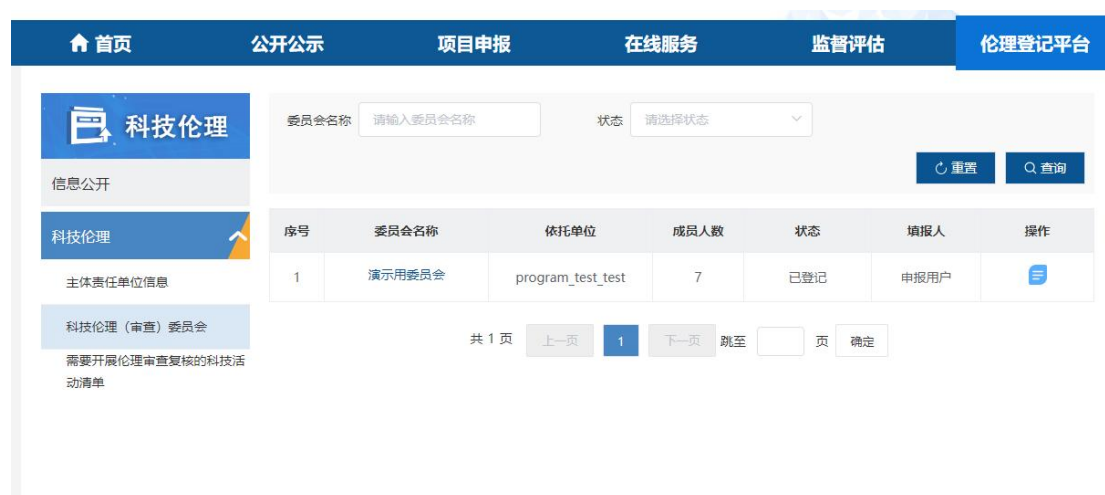 首页 公开公示 项目申报 在线服务 监督评估 伦理登记平台
科技伦理
委员会名称 请输入委员会名称 状态 请选择状态
重置 查询
信息公开
科技伦理
序号 委员会名称 依托单位 成员人数 状态 填报人 操作
1 演示用委员会 program_test_test 7 已登记 申报用户
主体责任单位信息
科技伦理（审查）委员会
共 1 页 上一页 1 下一页 跳至 页 确定
需要开展伦理审查复核的科技活
动清单